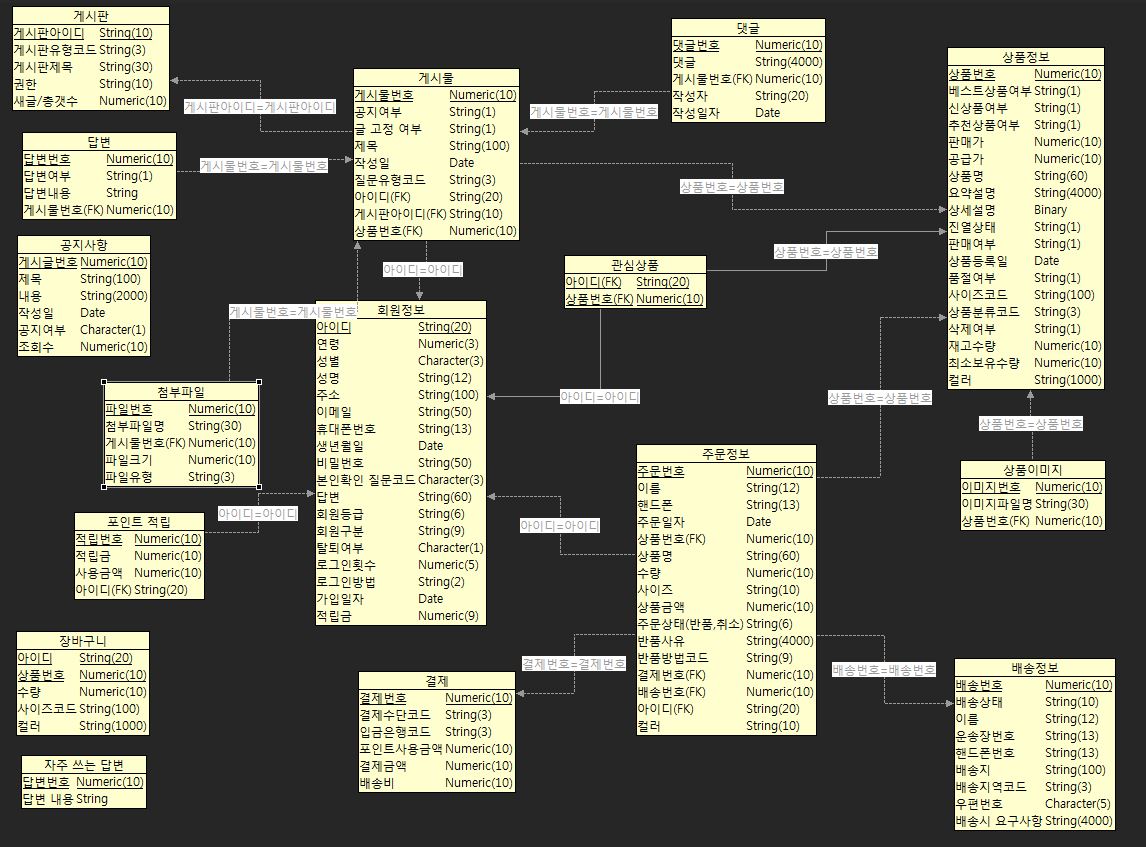 게시판
게시판아이디 String(10)
게시판유형코드 String(3)
게시판제목 String(30)
권한 String(10)
새글/총갯수 Numeric(10)
게시판아이디=게시판아이디
답변
답변번호 Numeric(10)
답변여부 String(1)
답변내용 String
게시물번호(FK) Numeric(10)
게시물번호=게시물번호
공지사항
게시글번호 Numeric(10)
제목 String(100)
내용 String(2000)
작성일 Date
공지여부 Character(1)
조회수 Numeric(10)
게시물
게시물번호 Numeric(10)
공지여부 String(1)
글 고정 여부 String(1)
제목 String(100)
작성일 Date
질문유형코드 String(3)
아이디(FK) String(20)
게시판아이디(FK) String(10)
상품번호(FK) Numeric(10)
댓글
댓글번호 Numeric(10)
댓글 String(4000)
게시물번호(FK) Numeric(10)
작성자 String(20)
작성일자 Date
게시물번호=게시물번호
상품번호=상품번호
상품번호=상품번호
상품정보
상품번호 Numeric(10)
베스트상품여부 String(1)
신상품여부 String(1)
추천상품여부 String(1)
판매가 Numeric(10)
공급가 Numeric(10)
상품명 String(60)
요약설명 String(4000)
상세설명 Binary
진열상태 String(1)
판매여부 String(1)
상품등록일 Date
품절여부 String(1)
사이즈코드 String(100)
상품분류코드 String(3)
삭제여부 String(1)
재고수량 Numeric(10)
최소보유수량 Numeric(10)
컬러 String(1000)
관심상품
아이디(FK) String(20)
상품번호(FK) Numeric(10)
아이디=아이디
게시물번호=게시물번호
회원정보
아이디 String(20)
연령 Numeric(3)
성별 Character(3)
성명 String(12)
주소 String(100)
이메일 String(50)
휴대폰번호 String(13)
생년월일 Date
비밀번호 String(50)
본인확인 질문코드 Character(3)
답변 String(60)
회원등급 String(6)
회원구분 String(9)
탈퇴여부 Character(1)
로그인횟수 Numeric(5)
로그인방법 String(2)
가입일자 Date
적립금 Numeric(9)
아이디=아이디
상품번호=상품번호
상품번호=상품번호
첨부파일
파일번호 Numeric(10)
첨부파일명 String(30)
게시물번호(FK) Numeric(10)
파일크기 Numeric(10)
파일유형 String(3)
아이디=아이디
포인트 적립
적립번호 Numeric(10)
적립금 Numeric(10)
사용금액 Numeric(10)
아이디(FK) String(20)
아이디=아이디
주문정보
주문번호 Numeric(10)
이름 String(12)
핸드폰 String(13)
주문일자 Date
상품번호(FK) Numeric(10)
상품명 String(60)
수량 Numeric(10)
사이즈 String(10)
상품금액 Numeric(10)
주문상태(반품,취소) String(6)
반품사유 String(4000)
반품방법코드 String(9)
결제번호(FK) Numeric(10)
배송번호(FK) Numeric(10)
아이디(FK) String(20)
컬러 String(10)
상품이미지
이미지번호 Numeric(10)
이미지파일명 String(30)
상품번호(FK) Numeric(10)
장바구니
아이디 String(20)
상품번호 Numeric(10)
수량 Numeric(10)
사이즈코드 String(100)
컬러 String(1000)
결제번호=결제번호
배송번호=배송번호
결제
결제번호 Numeric(10)
결제수단코드 String(3)
입금은행코드 String(3)
포인트사용금액 Numeric(10)
결제금액 Numeric(10)
배송비 Numeric(10)
배송정보
배송번호 Numeric(10)
배송상태 String(10)
이름 String(12)
운송장번호 String(13)
핸드폰번호 String(13)
배송지 String(100)
배송지역코드 String(3)
우편번호 Character(5)
배송시 요구사항 String(4000)
자주 쓰는 답변
답변번호 Numeric(10)
답변 내용 String